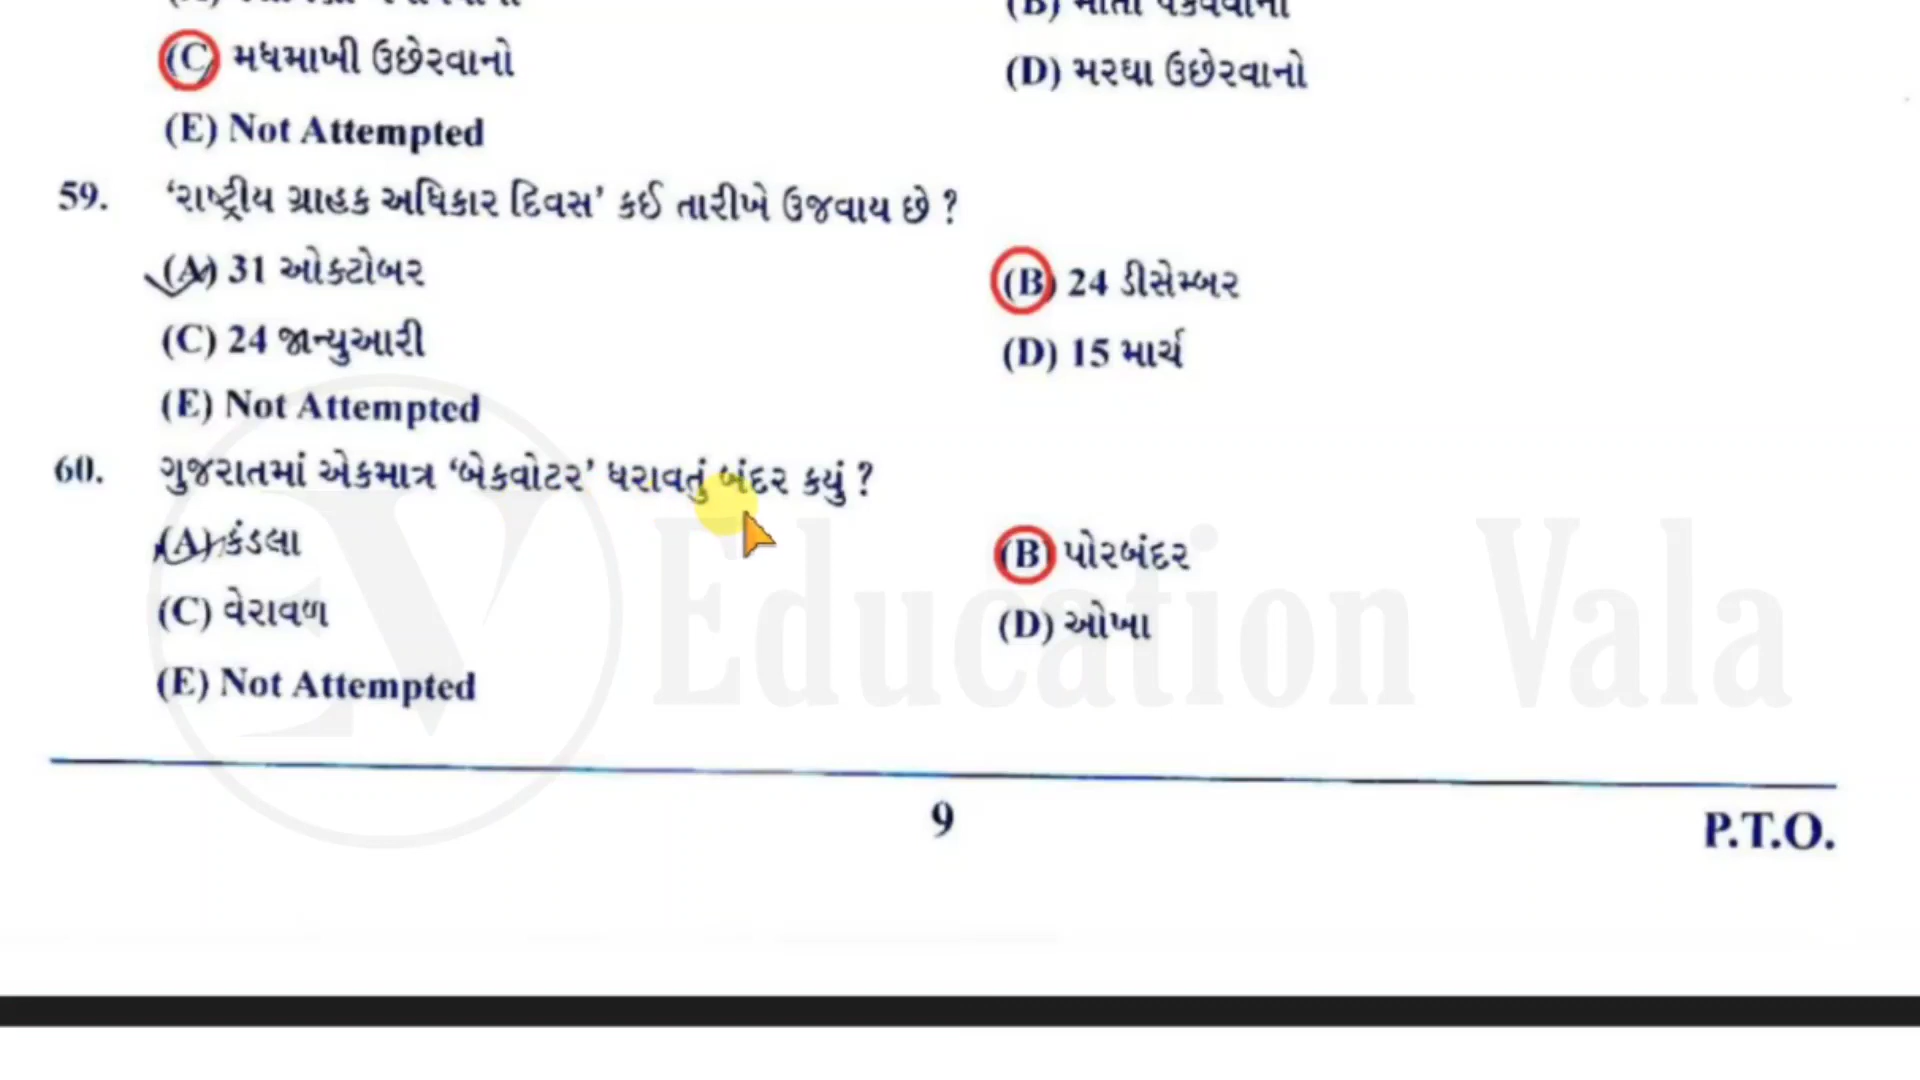 (C) મધમાખી ઉછેરવાનો
(D) મરઘા ઉછેરવાનો
(E) Not Attempted
59. ‘રાષ્ટ્રીય ગ્રાહક અધિકાર દિવસ’ કઈ તારીખે ઉજવાય છે ?
(A) 31 ઓક્ટોબર
(B) 24 ડીસેમ્બર
(C) 24 જાન્યુઆરી
(D) 15 માર્ચ
(E) Not Attempted
60. ગુજરાતમાં એકમાત્ર ‘બેકવોટર’ ધરાવતું બંદર કયું ?
(A) કંડલા
(B) પોરબંદર
(C) વેરાવળ
(D) ઓખા
(E) Not Attempted
EV Education Vala
9
P.T.O.